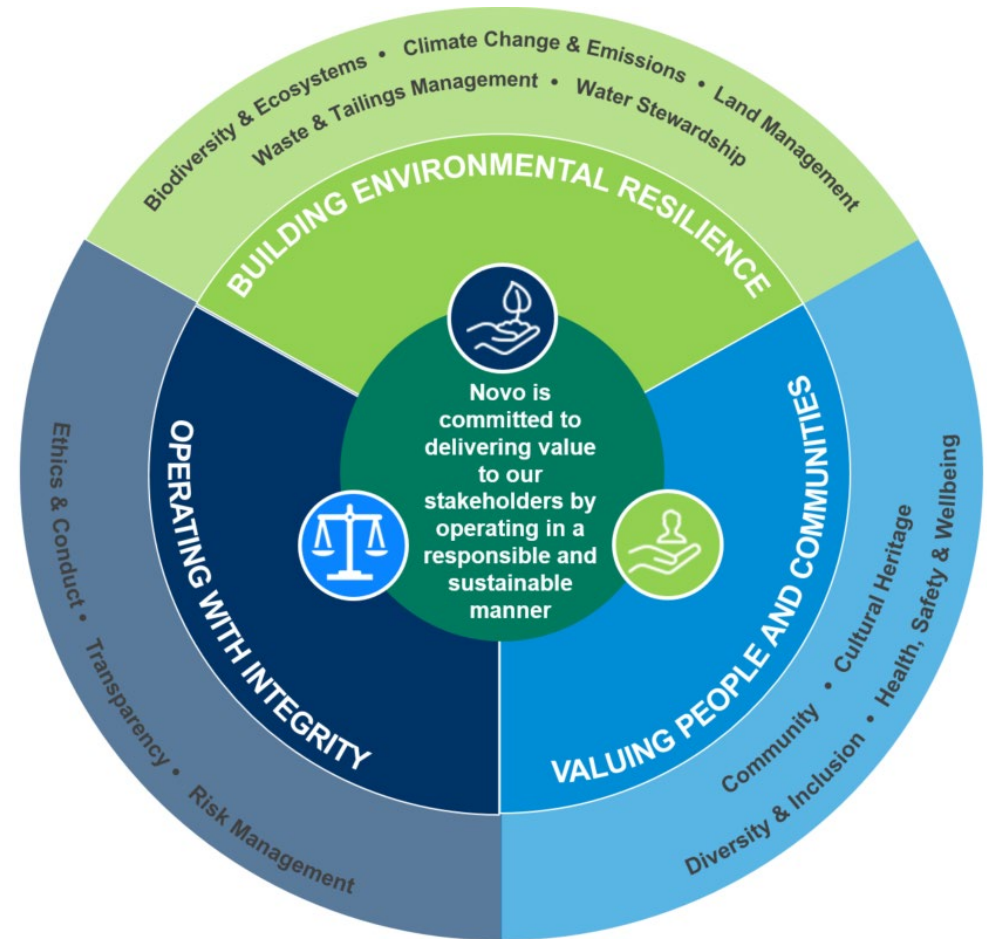 Biodiversity & Ecosystems • Climate Change & Emissions • Land Management
Waste & Tailings Management • Water Stewardship
BUILDING ENVIRONMENTAL RESILIENCE
Novo is
committed to
delivering value
to our
stakeholders by
operating in a
responsible and
sustainable
manner
OPERATING WITH INTEGRITY
Ethics & Conduct • Transparency • Risk Management
VALUING PEOPLE AND COMMUNITIES
Community • Cultural Heritage
Diversity & Inclusion • Health, Safety & Wellbeing